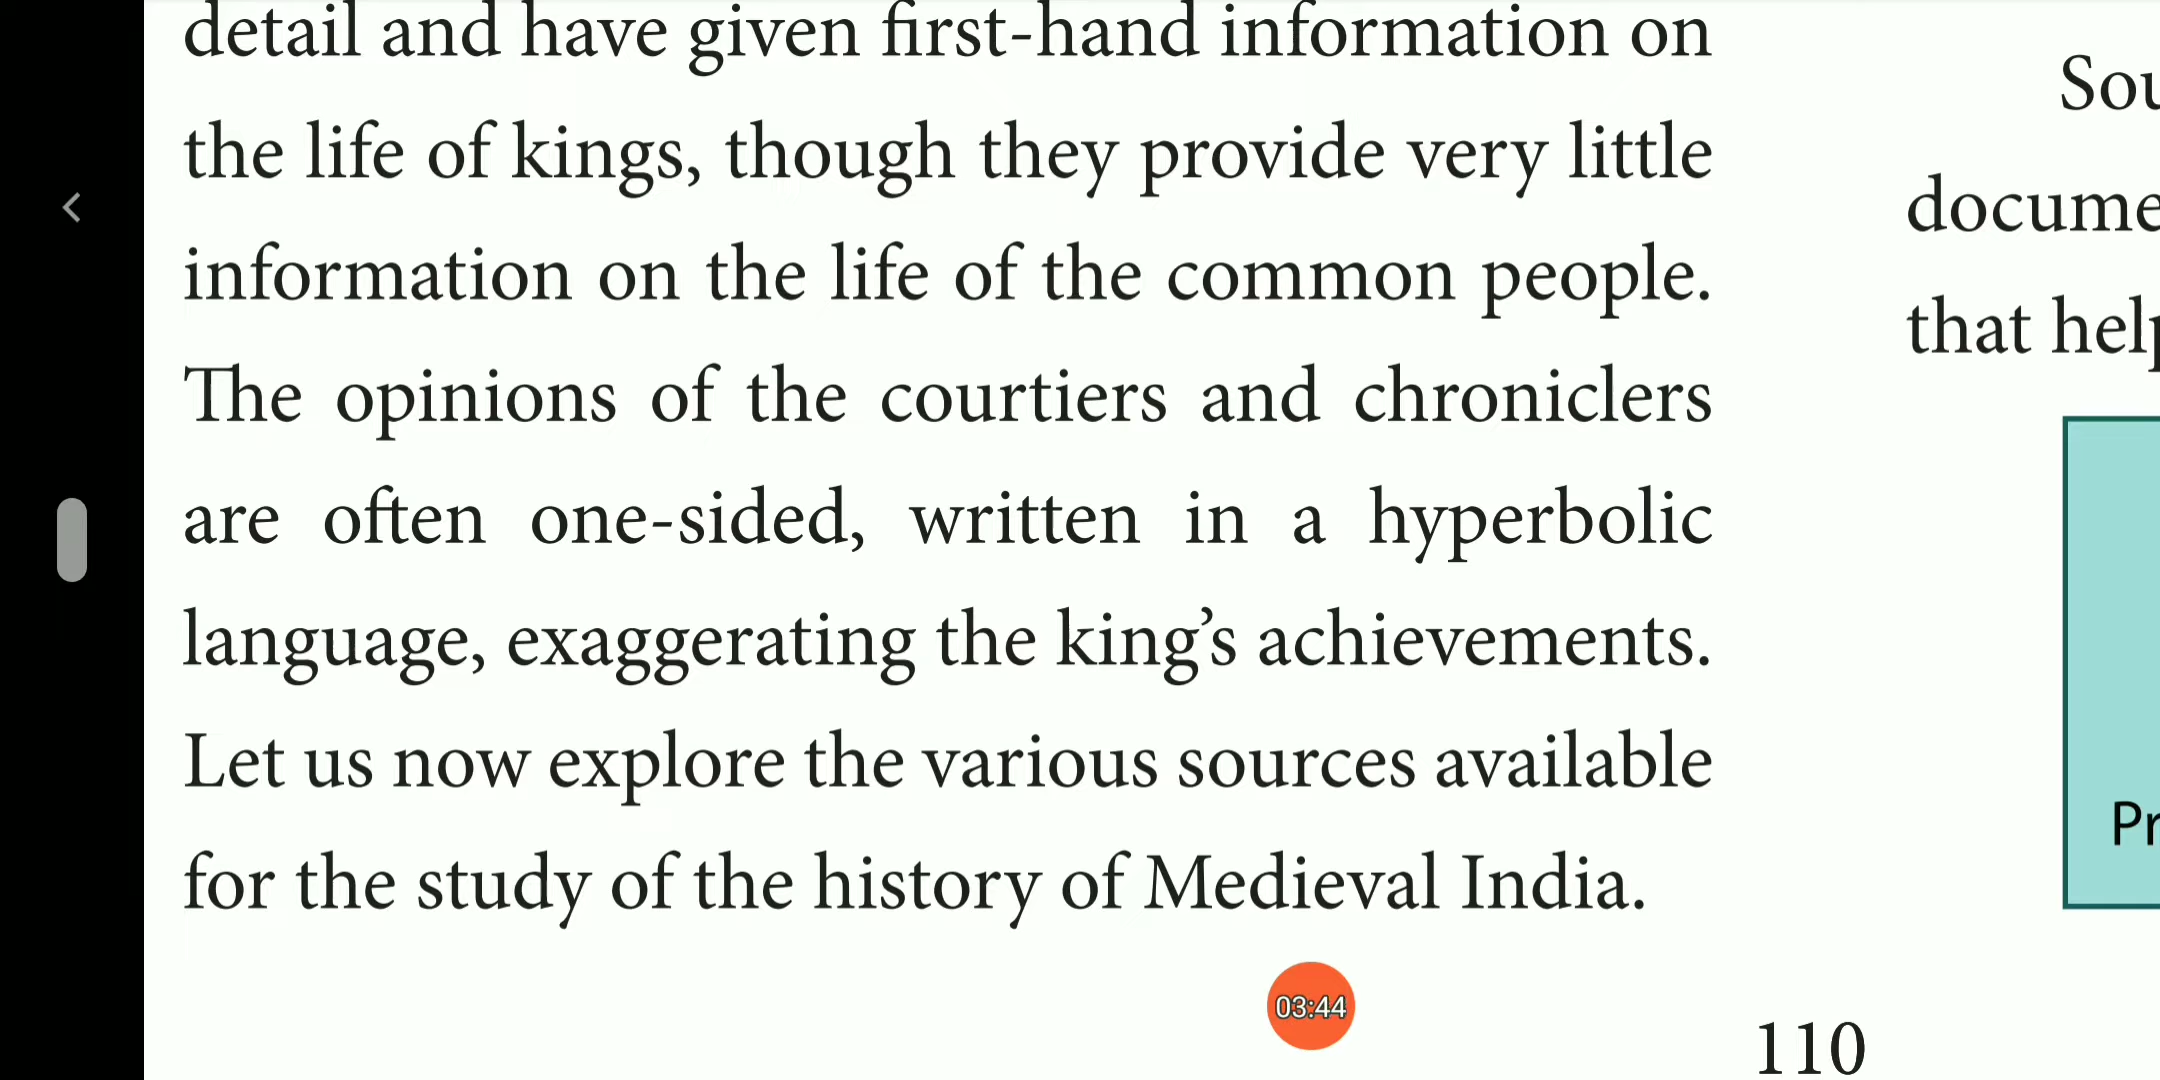 detail and have given first-hand information on
the life of kings, though they provide very little
information on the life of the common people.
The opinions of the courtiers and chroniclers
are often one-sided, written in a hyperbolic
language, exaggerating the king’s achievements.
Let us now explore the various sources available
for the study of the history of Medieval India.
03:44
110
that